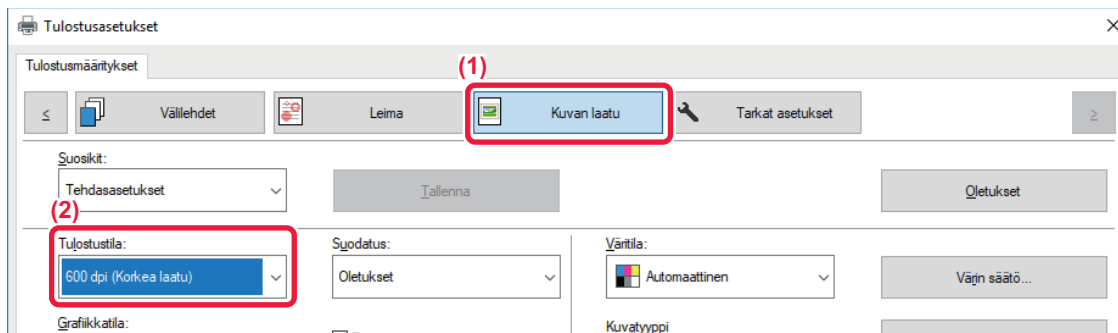 Tulostusasetukset
Tulostusmääritykset
(1)
≤ Välilehdet Leima Kuvan laatu Tarkat asetukset ≥
Suosikit:
Tehdasasetukset Tallenna Oletukset
(2)
Tulostustila: Suodatus: Väritila:
600 dpi (Korkea laatu) Oletukset Automaattinen Värin säätö...
Grafiikkatila: Kuvatyyppi